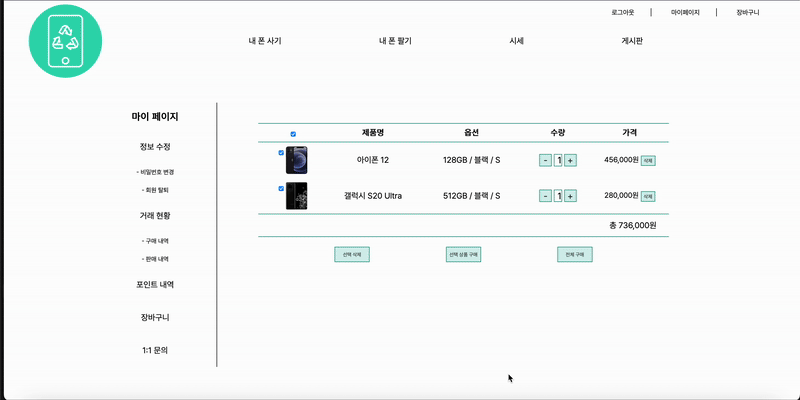 로그아웃 | 마이페이지 | 장바구니
내 폰 사기 내 폰 팔기 시세 게시판
마이 페이지
정보 수정
- 비밀번호 변경
- 회원 탈퇴
거래 현황
- 구매 내역
- 판매 내역
포인트 내역
장바구니
1:1 문의
제품명 옵션 수량 가격
아이폰 12 128GB / 블랙 / S - 1 + 456,000원 삭제
갤럭시 S20 Ultra 512GB / 블랙 / S - 1 + 280,000원 삭제
총 736,000원
선택 삭제 선택 상품 구매 전체 구매